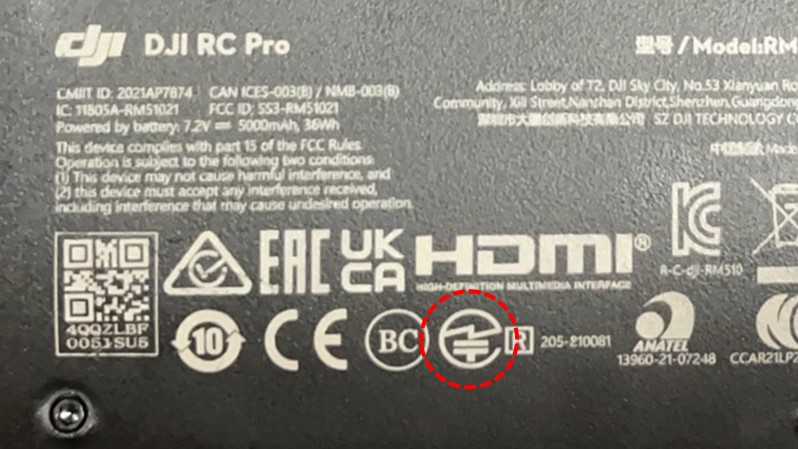 dji DJI RC Pro
型号 / Model:RM
CMIIT ID: 2021AP7874 CAN ICES-003(B) / NMB-003(B)
IC: 11805A-RM51021 FCC ID: SS3-RM51021
Powered by battery: 7.2V ⎓ 5000mAh, 36Wh
This device complies with part 15 of the FCC Rules.
Operation is subject to the following two conditions:
(1) This device may not cause harmful interference, and
(2) this device must accept any interference received,
including interference that may cause undesired operation.
Address: Lobby of T2, DJI Sky City, No.53 Xianyuan Road
Community, Xili Street,Nanshan District,Shenzhen,Guangdong
深圳市大疆创新科技有限公司 SZ DJI TECHNOLOGY CO
中国制造 Made
EAC UK CA HDMI®
HIGH-DEFINITION MULTIMEDIA INTERFACE
R-C-dji-RM510
4QQZLBF
0051SU5
10 CE BC R 205-210081
ANATEL
13960-21-07248
CCAR21LP2